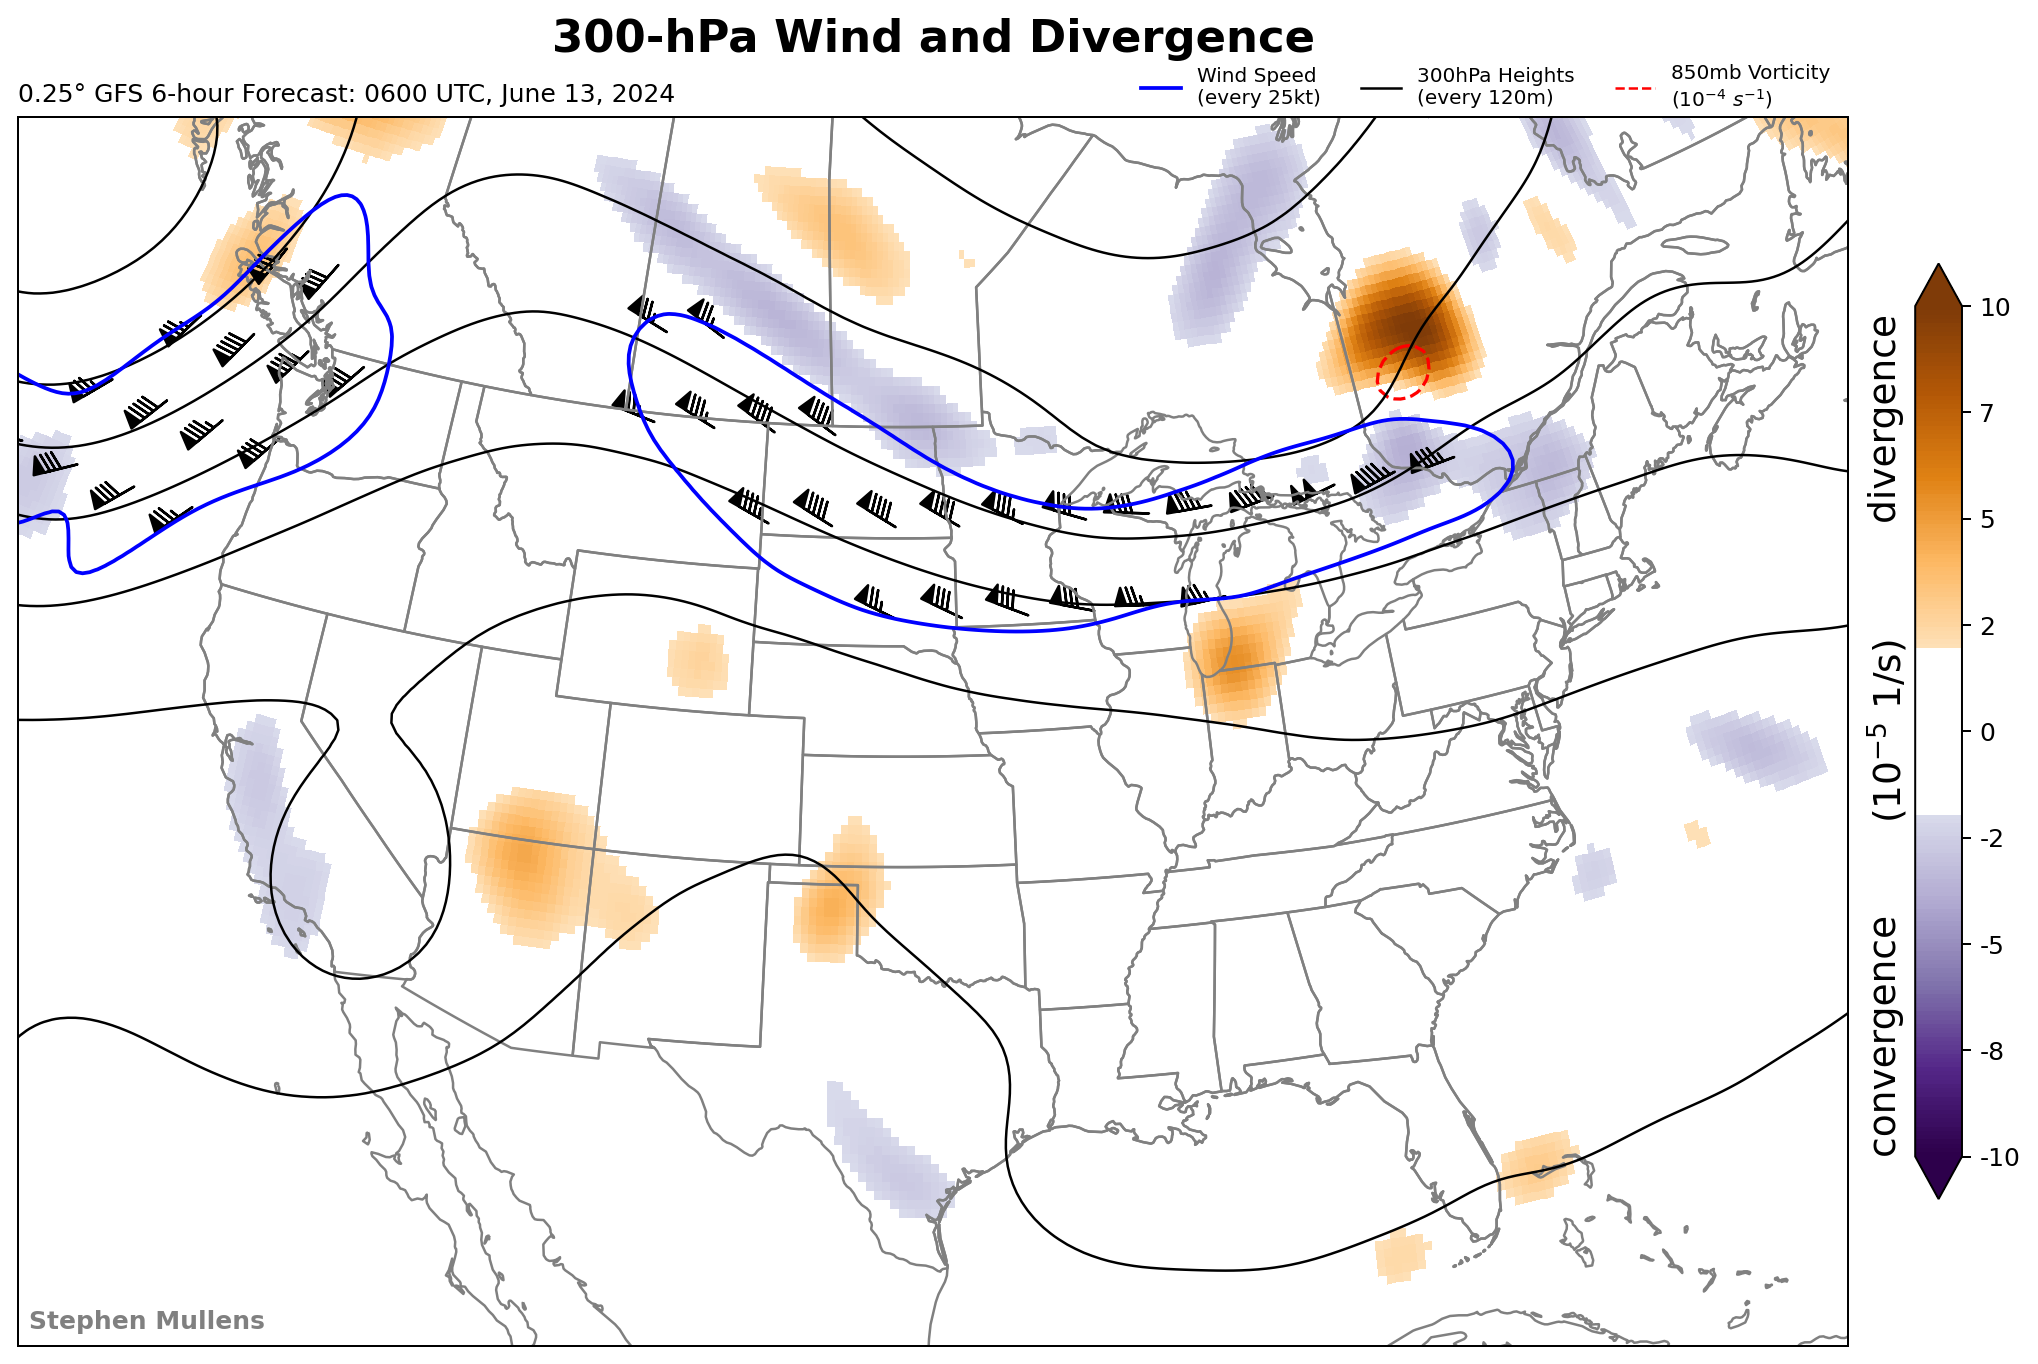 300-hPa Wind and Divergence
0.25° GFS 6-hour Forecast: 0600 UTC, June 13, 2024
Wind Speed
(every 25kt)
300hPa Heights
(every 120m)
850mb Vorticity
(10⁻⁴ s⁻¹)
10
7
5
2
0
-2
-5
-8
-10
convergence (10⁻⁵ 1/s) divergence
Stephen Mullens